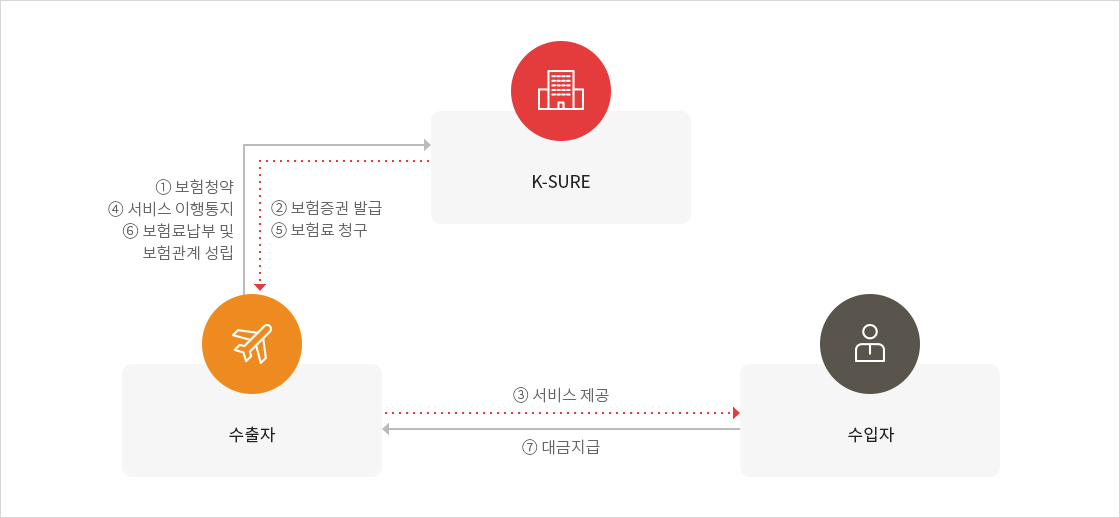 K-SURE
① 보험청약
④ 서비스 이행통지
⑥ 보험료납부 및
보험관계 성립
② 보험증권 발급
⑤ 보험료 청구
③ 서비스 제공
수출자
수입자
⑦ 대금지급